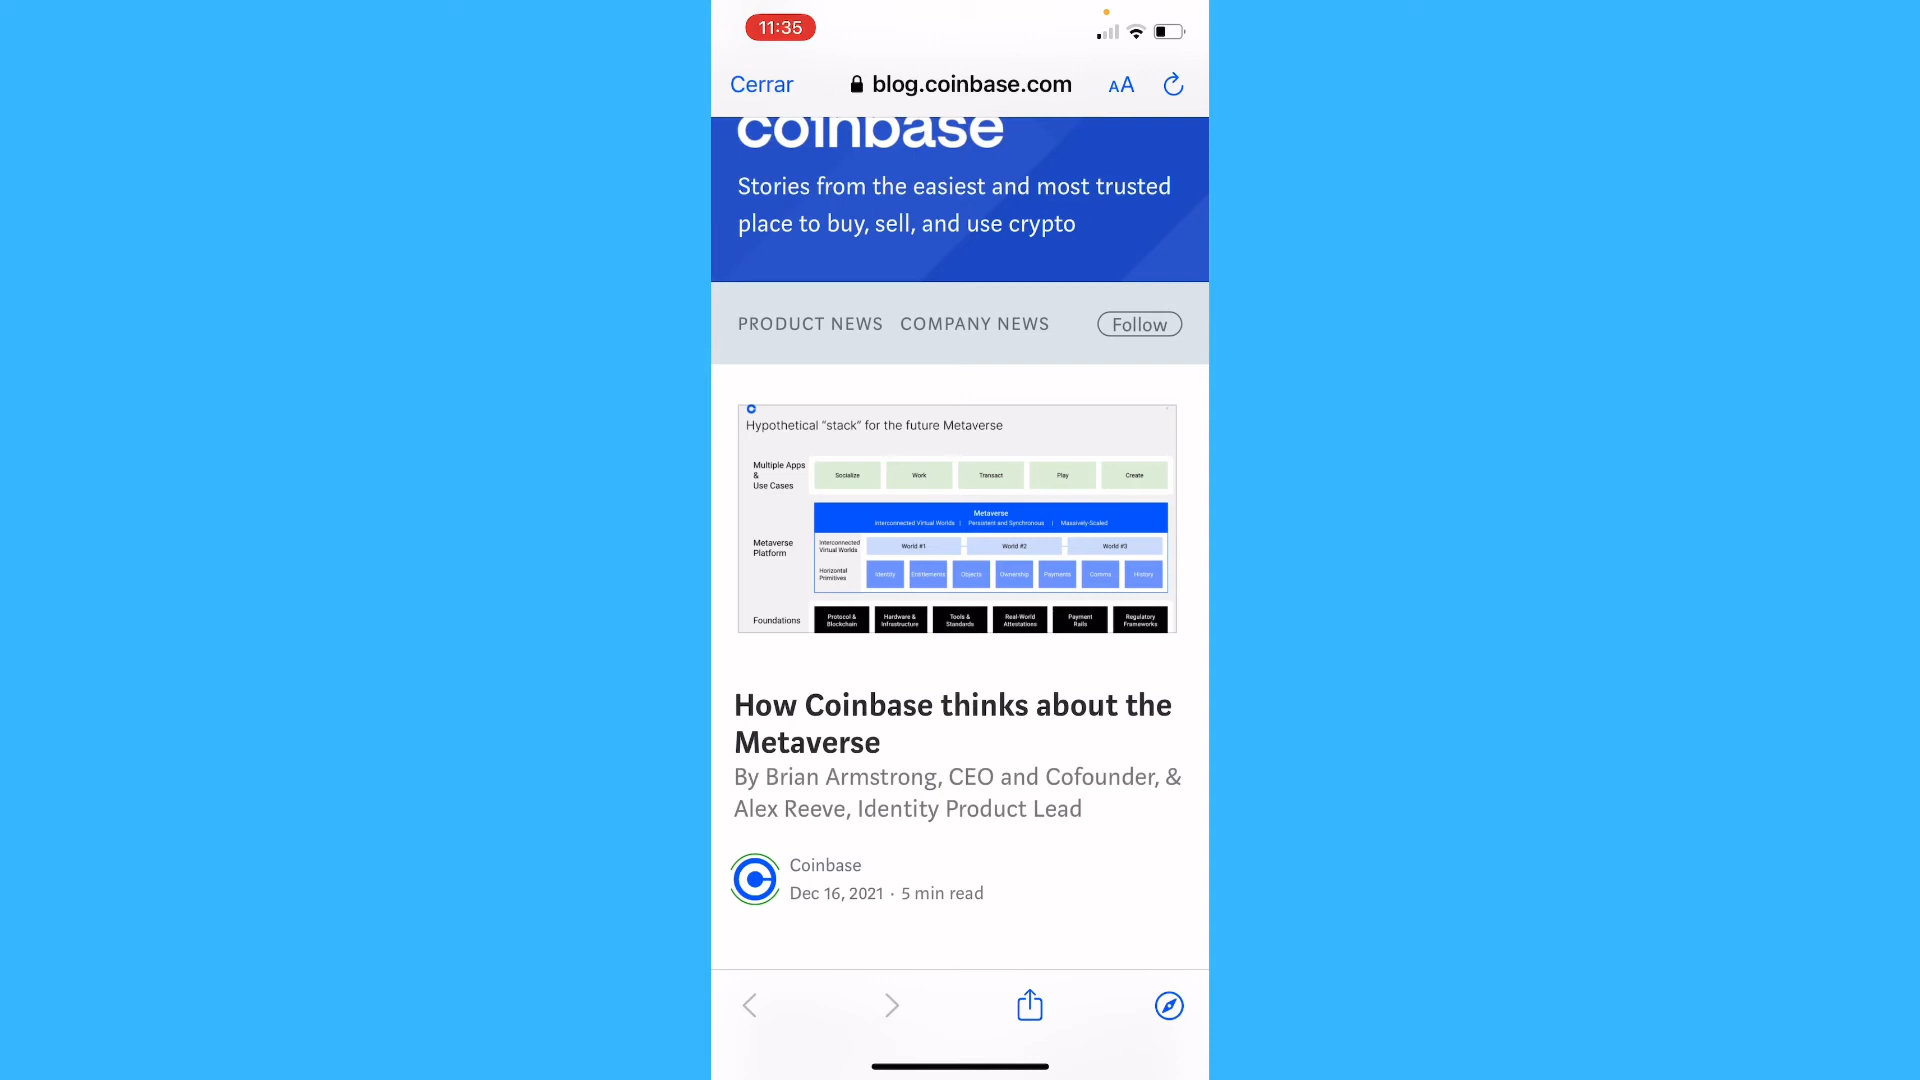 11:35
Cerrar
blog.coinbase.com
AA
coinbase
Stories from the easiest and most trusted
place to buy, sell, and use crypto
PRODUCT NEWS COMPANY NEWS
Follow
Hypothetical “stack” for the future Metaverse
Multiple Apps
&
Use Cases
Socialize Work Transact Play Create
Metaverse
Interconnected Virtual Worlds | Persistent and Synchronous | Massively-Scaled
Metaverse
Platform
Interconnected
Virtual Worlds
World #1 World #2 World #3
Horizontal
Primitives
Identity Entitlements Objects Ownership Payments Comms History
Foundations
Protocol &
Blockchain
Hardware &
Infrastructure
Tools &
Standards
Real-World
Attestations
Payment
Rails
Regulatory
Frameworks
How Coinbase thinks about the
Metaverse
By Brian Armstrong, CEO and Cofounder, &
Alex Reeve, Identity Product Lead
Coinbase
Dec 16, 2021 · 5 min read